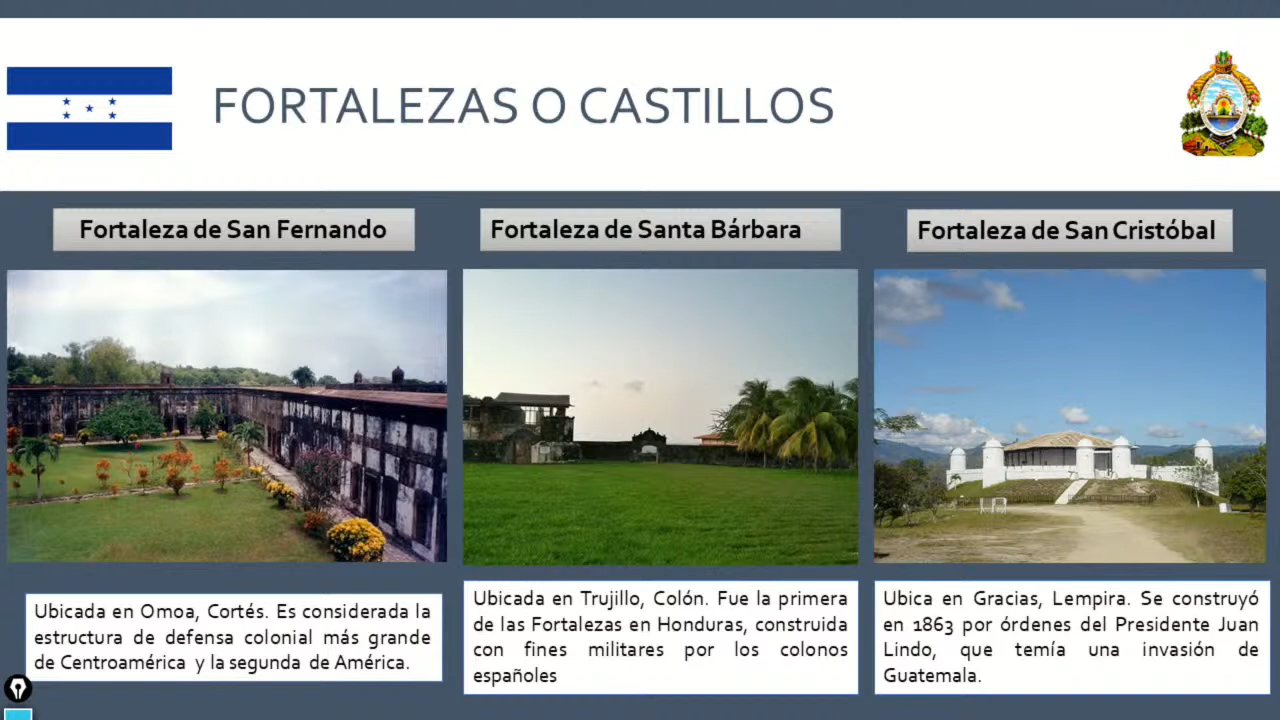 FORTALEZAS O CASTILLOS
Fortaleza de San Fernando
Fortaleza de Santa Bárbara
Fortaleza de San Cristóbal
Ubicada en Omoa, Cortés. Es considerada la
estructura de defensa colonial más grande
de Centroamérica y la segunda de América.
Ubicada en Trujillo, Colón. Fue la primera
de las Fortalezas en Honduras, construida
con fines militares por los colonos
españoles
Ubica en Gracias, Lempira. Se construyó
en 1863 por órdenes del Presidente Juan
Lindo, que temía una invasión de
Guatemala.